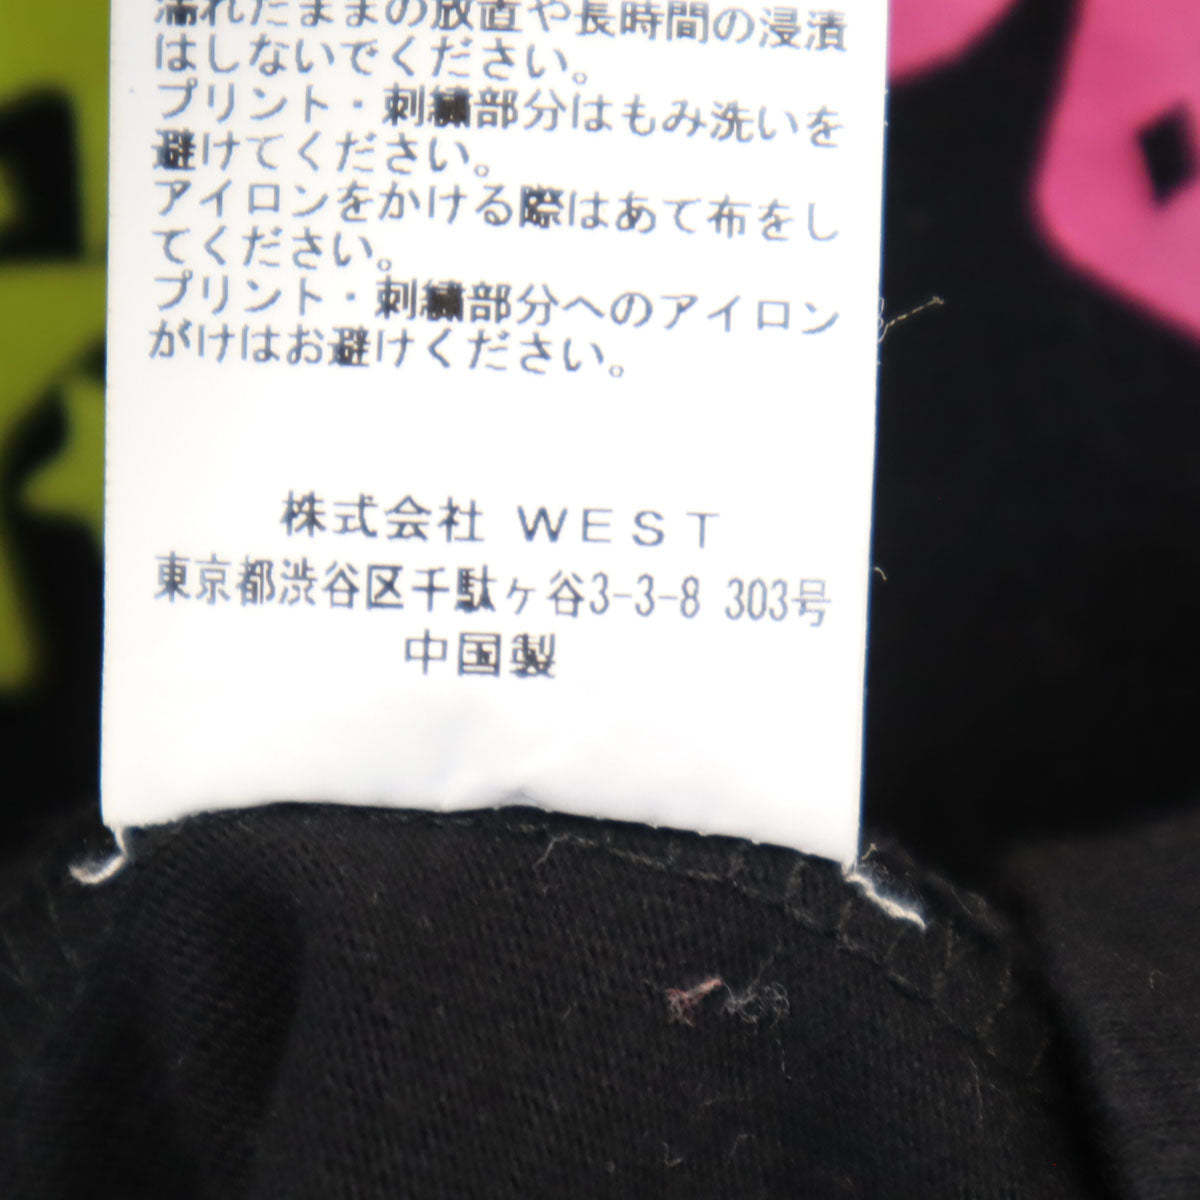 濡れたままの放置や長時間の浸漬
はしないでください。
プリント・刺繍部分はもみ洗いを
避けてください。
アイロンをかける際はあて布をし
てください。
プリント・刺繍部分へのアイロン
がけはお避けください。
株式会社 WEST
東京都渋谷区千駄ヶ谷3-3-8 303号
中国製